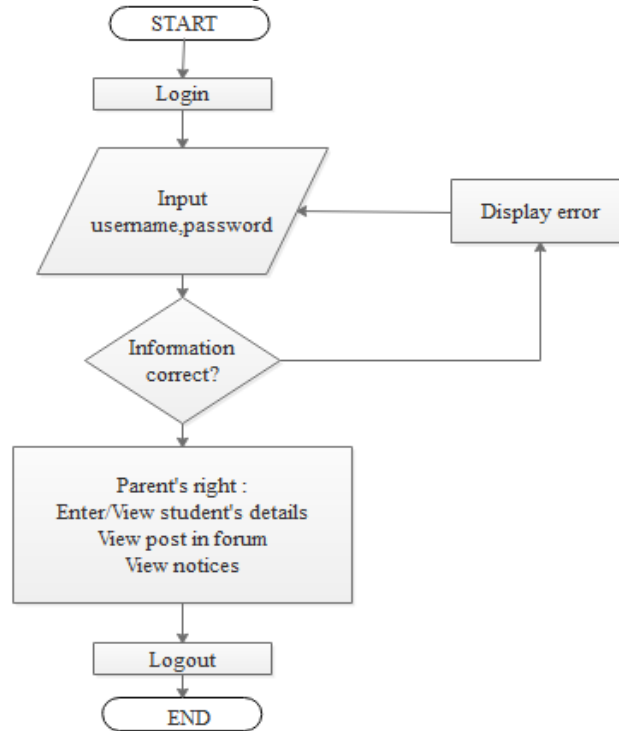 START
Login
Input
username,password
Display error
Information
correct?
Parent's right :
Enter/View student's details
View post in forum
View notices
Logout
END